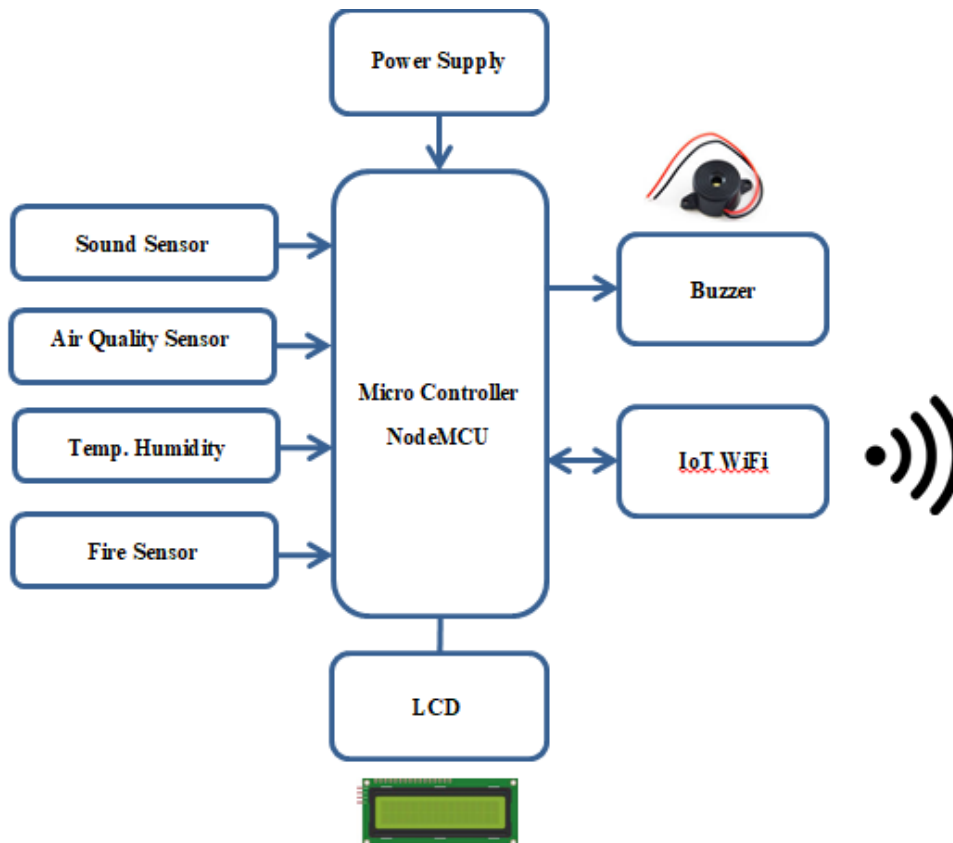 Power Supply
Sound Sensor
Air Quality Sensor
Temp. Humidity
Fire Sensor
Micro Controller
NodeMCU
Buzzer
IoT WiFi
LCD